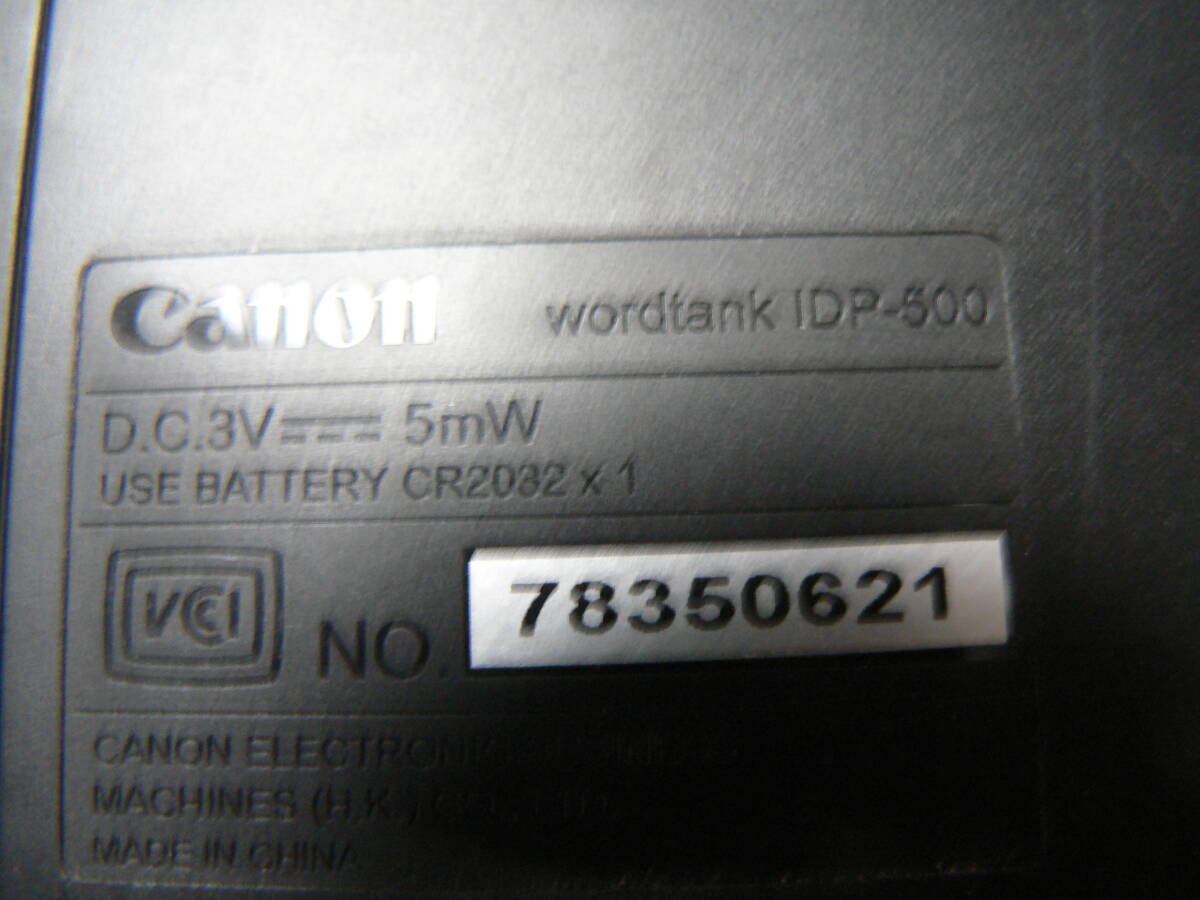 Canon wordtank IDP-500
D.C.3V 5mW
USE BATTERY CR2032 x 1
VCI NO. 78350621
CANON ELECTRONIC
MACHINES (H.K.)
MADE IN CHINA